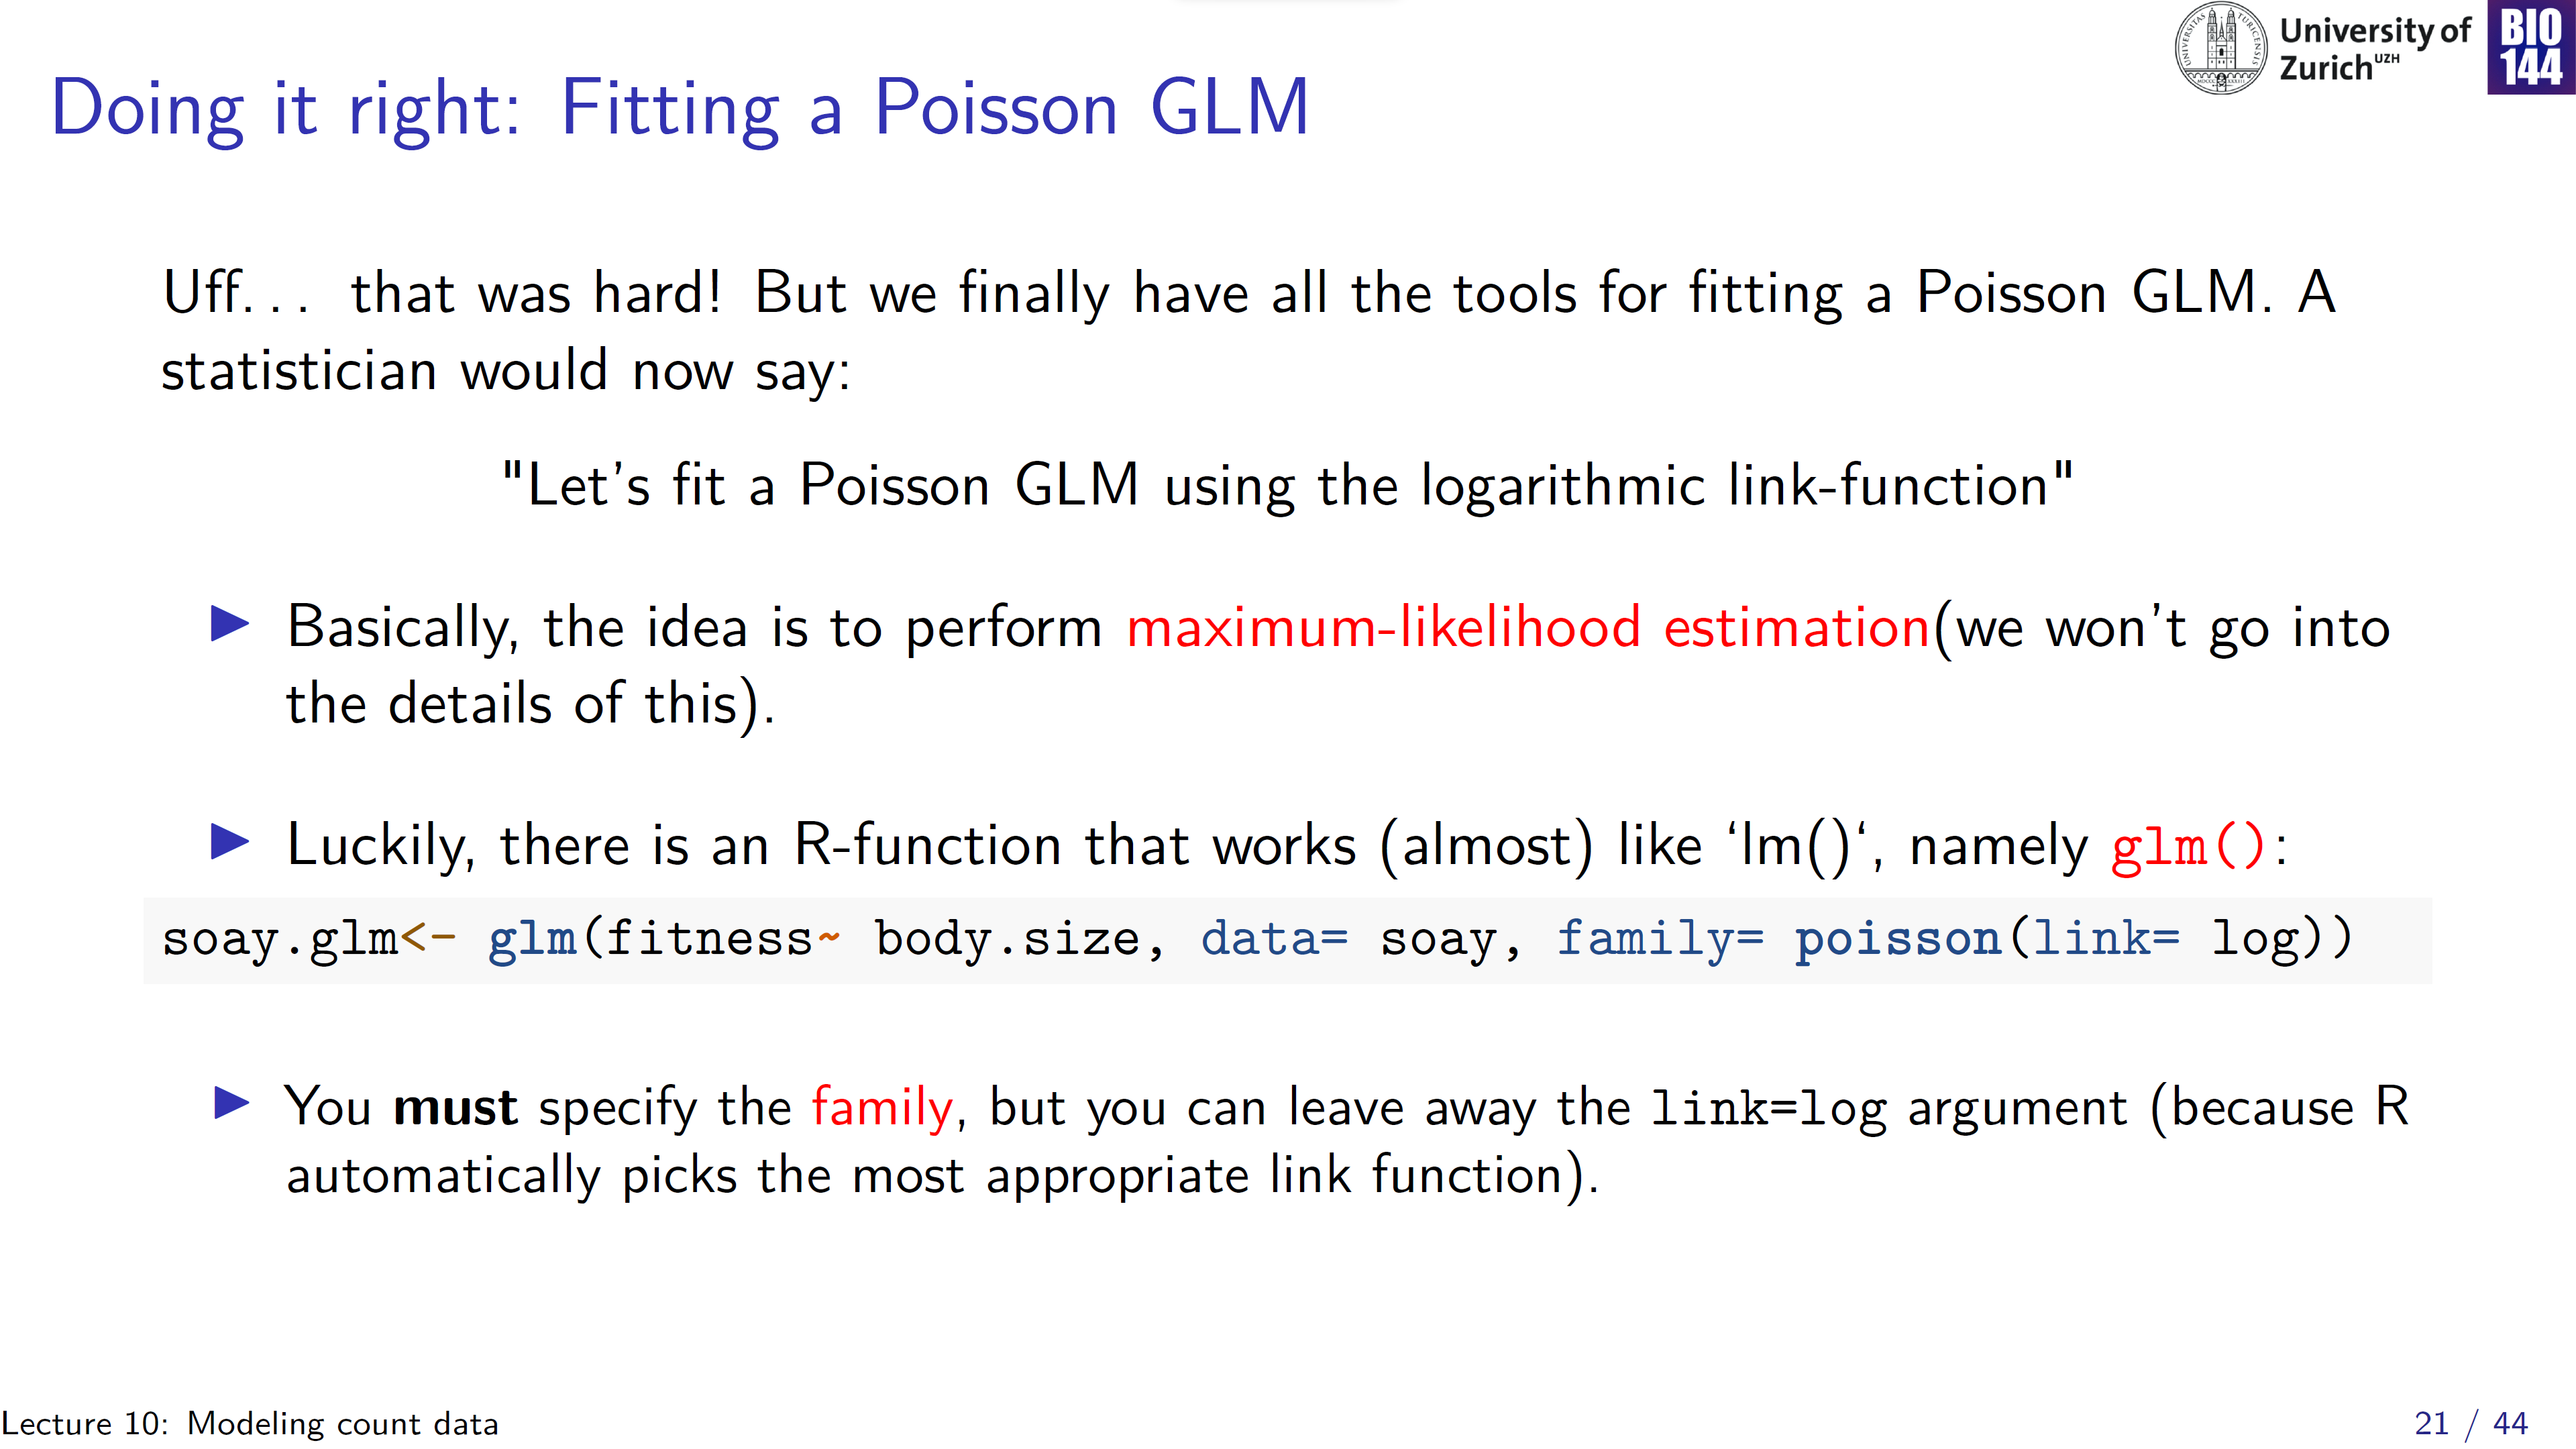 University of
Zurich UZH
BIO
144
Doing it right: Fitting a Poisson GLM
Uff. . . that was hard! But we finally have all the tools for fitting a Poisson GLM. A
statistician would now say:
"Let's fit a Poisson GLM using the logarithmic link-function"
Basically, the idea is to perform maximum-likelihood estimation(we won't go into
the details of this).
Luckily, there is an R-function that works (almost) like ‘lm()‘, namely glm():
soay.glm<- glm(fitness~ body.size, data= soay, family= poisson(link= log))
You must specify the family, but you can leave away the link=log argument (because R
automatically picks the most appropriate link function).
Lecture 10: Modeling count data
21 / 44